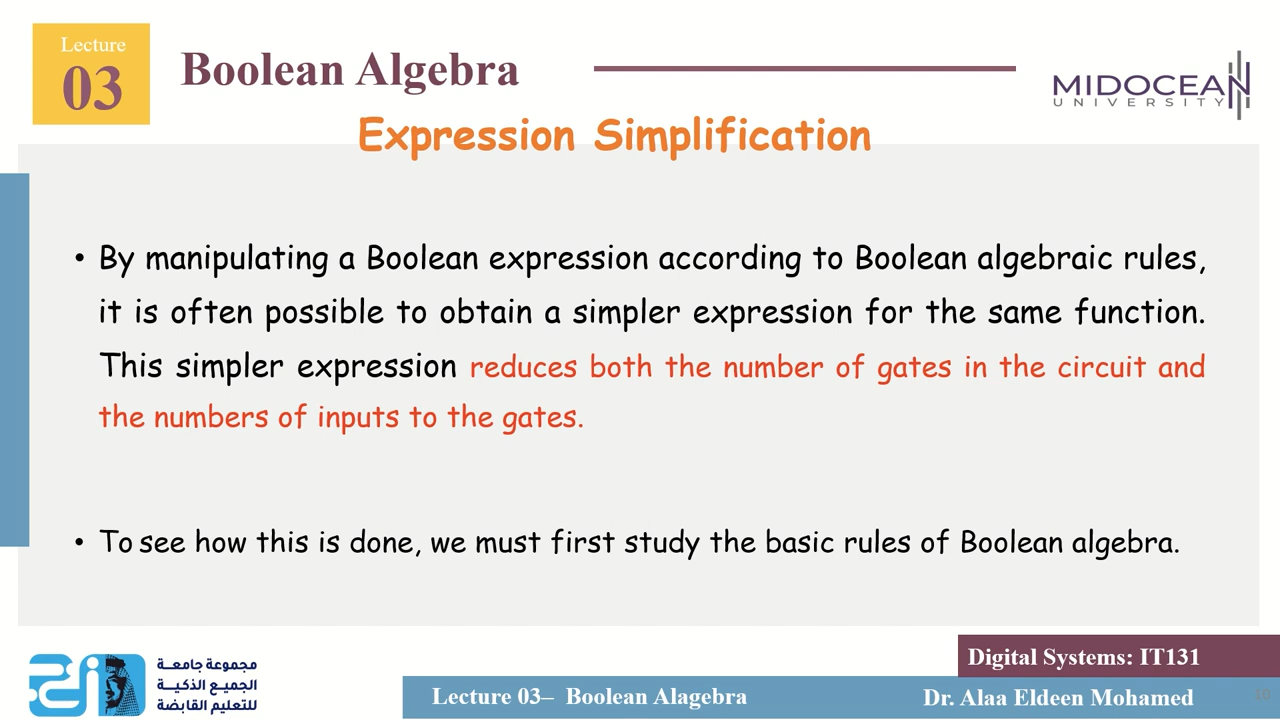 Lecture
03
Boolean Algebra
MIDOCEAN
UNIVERSITY
Expression Simplification
• By manipulating a Boolean expression according to Boolean algebraic rules,
it is often possible to obtain a simpler expression for the same function.
This simpler expression reduces both the number of gates in the circuit and
the numbers of inputs to the gates.
• To see how this is done, we must first study the basic rules of Boolean algebra.
مجموعة جامعة
الجميع الذكية
للتعليم القابضة
Digital Systems: IT131
Lecture 03– Boolean Alagebra
Dr. Alaa Eldeen Mohamed
10